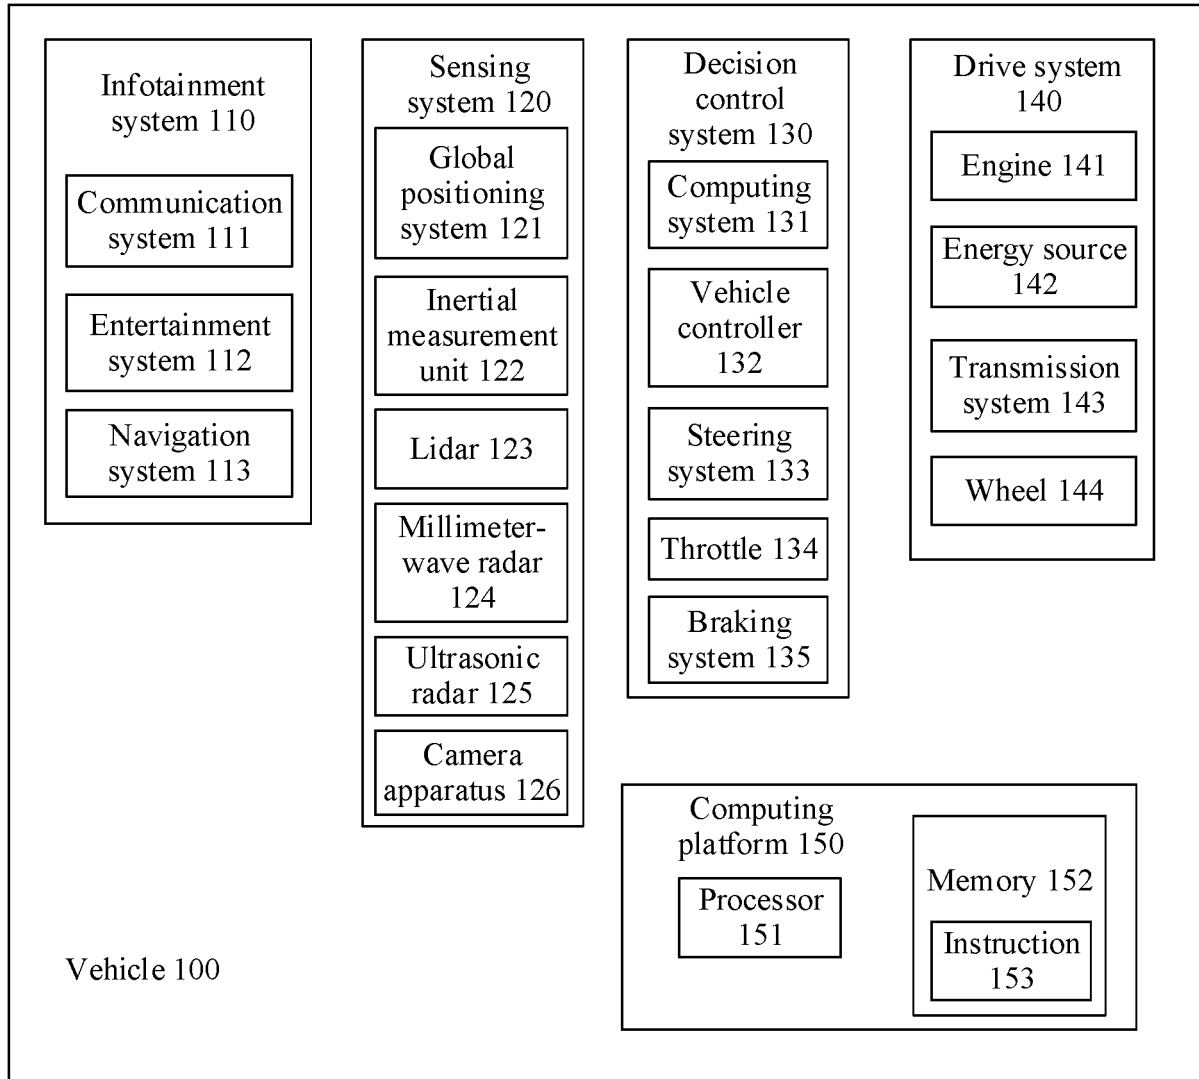 Infotainment
system 110
Communication
system 111
Entertainment
system 112
Navigation
system 113
Sensing
system 120
Global
positioning
system 121
Inertial
measurement
unit 122
Lidar 123
Millimeter-
wave radar
124
Ultrasonic
radar 125
Camera
apparatus 126
Decision
control
system 130
Computing
system 131
Vehicle
controller
132
Steering
system 133
Throttle 134
Braking
system 135
Drive system
140
Engine 141
Energy source
142
Transmission
system 143
Wheel 144
Computing
platform 150
Processor
151
Memory 152
Instruction
153
Vehicle 100